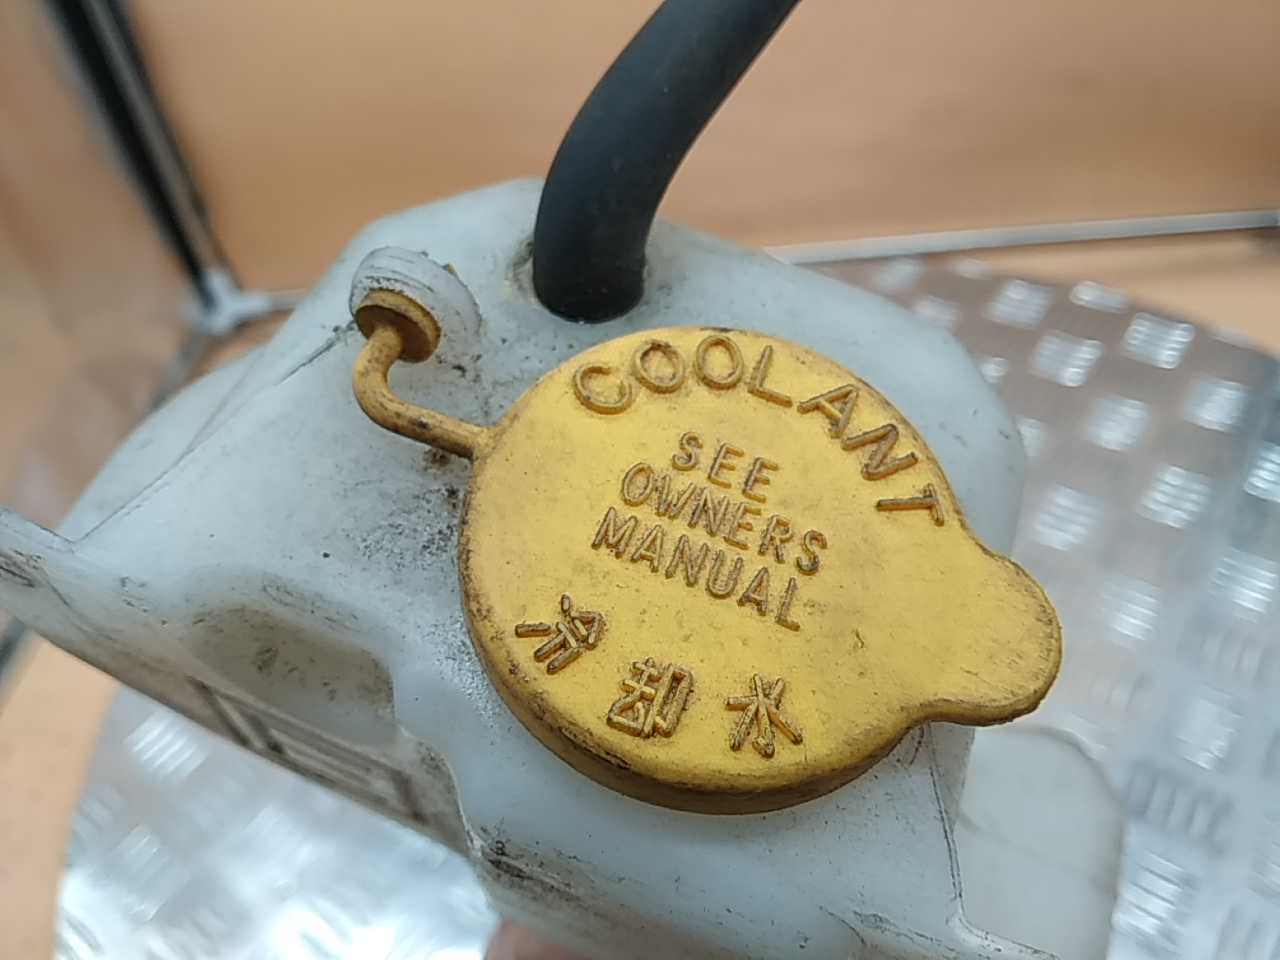 COOLANT
SEE
OWNERS
MANUAL
冷却水